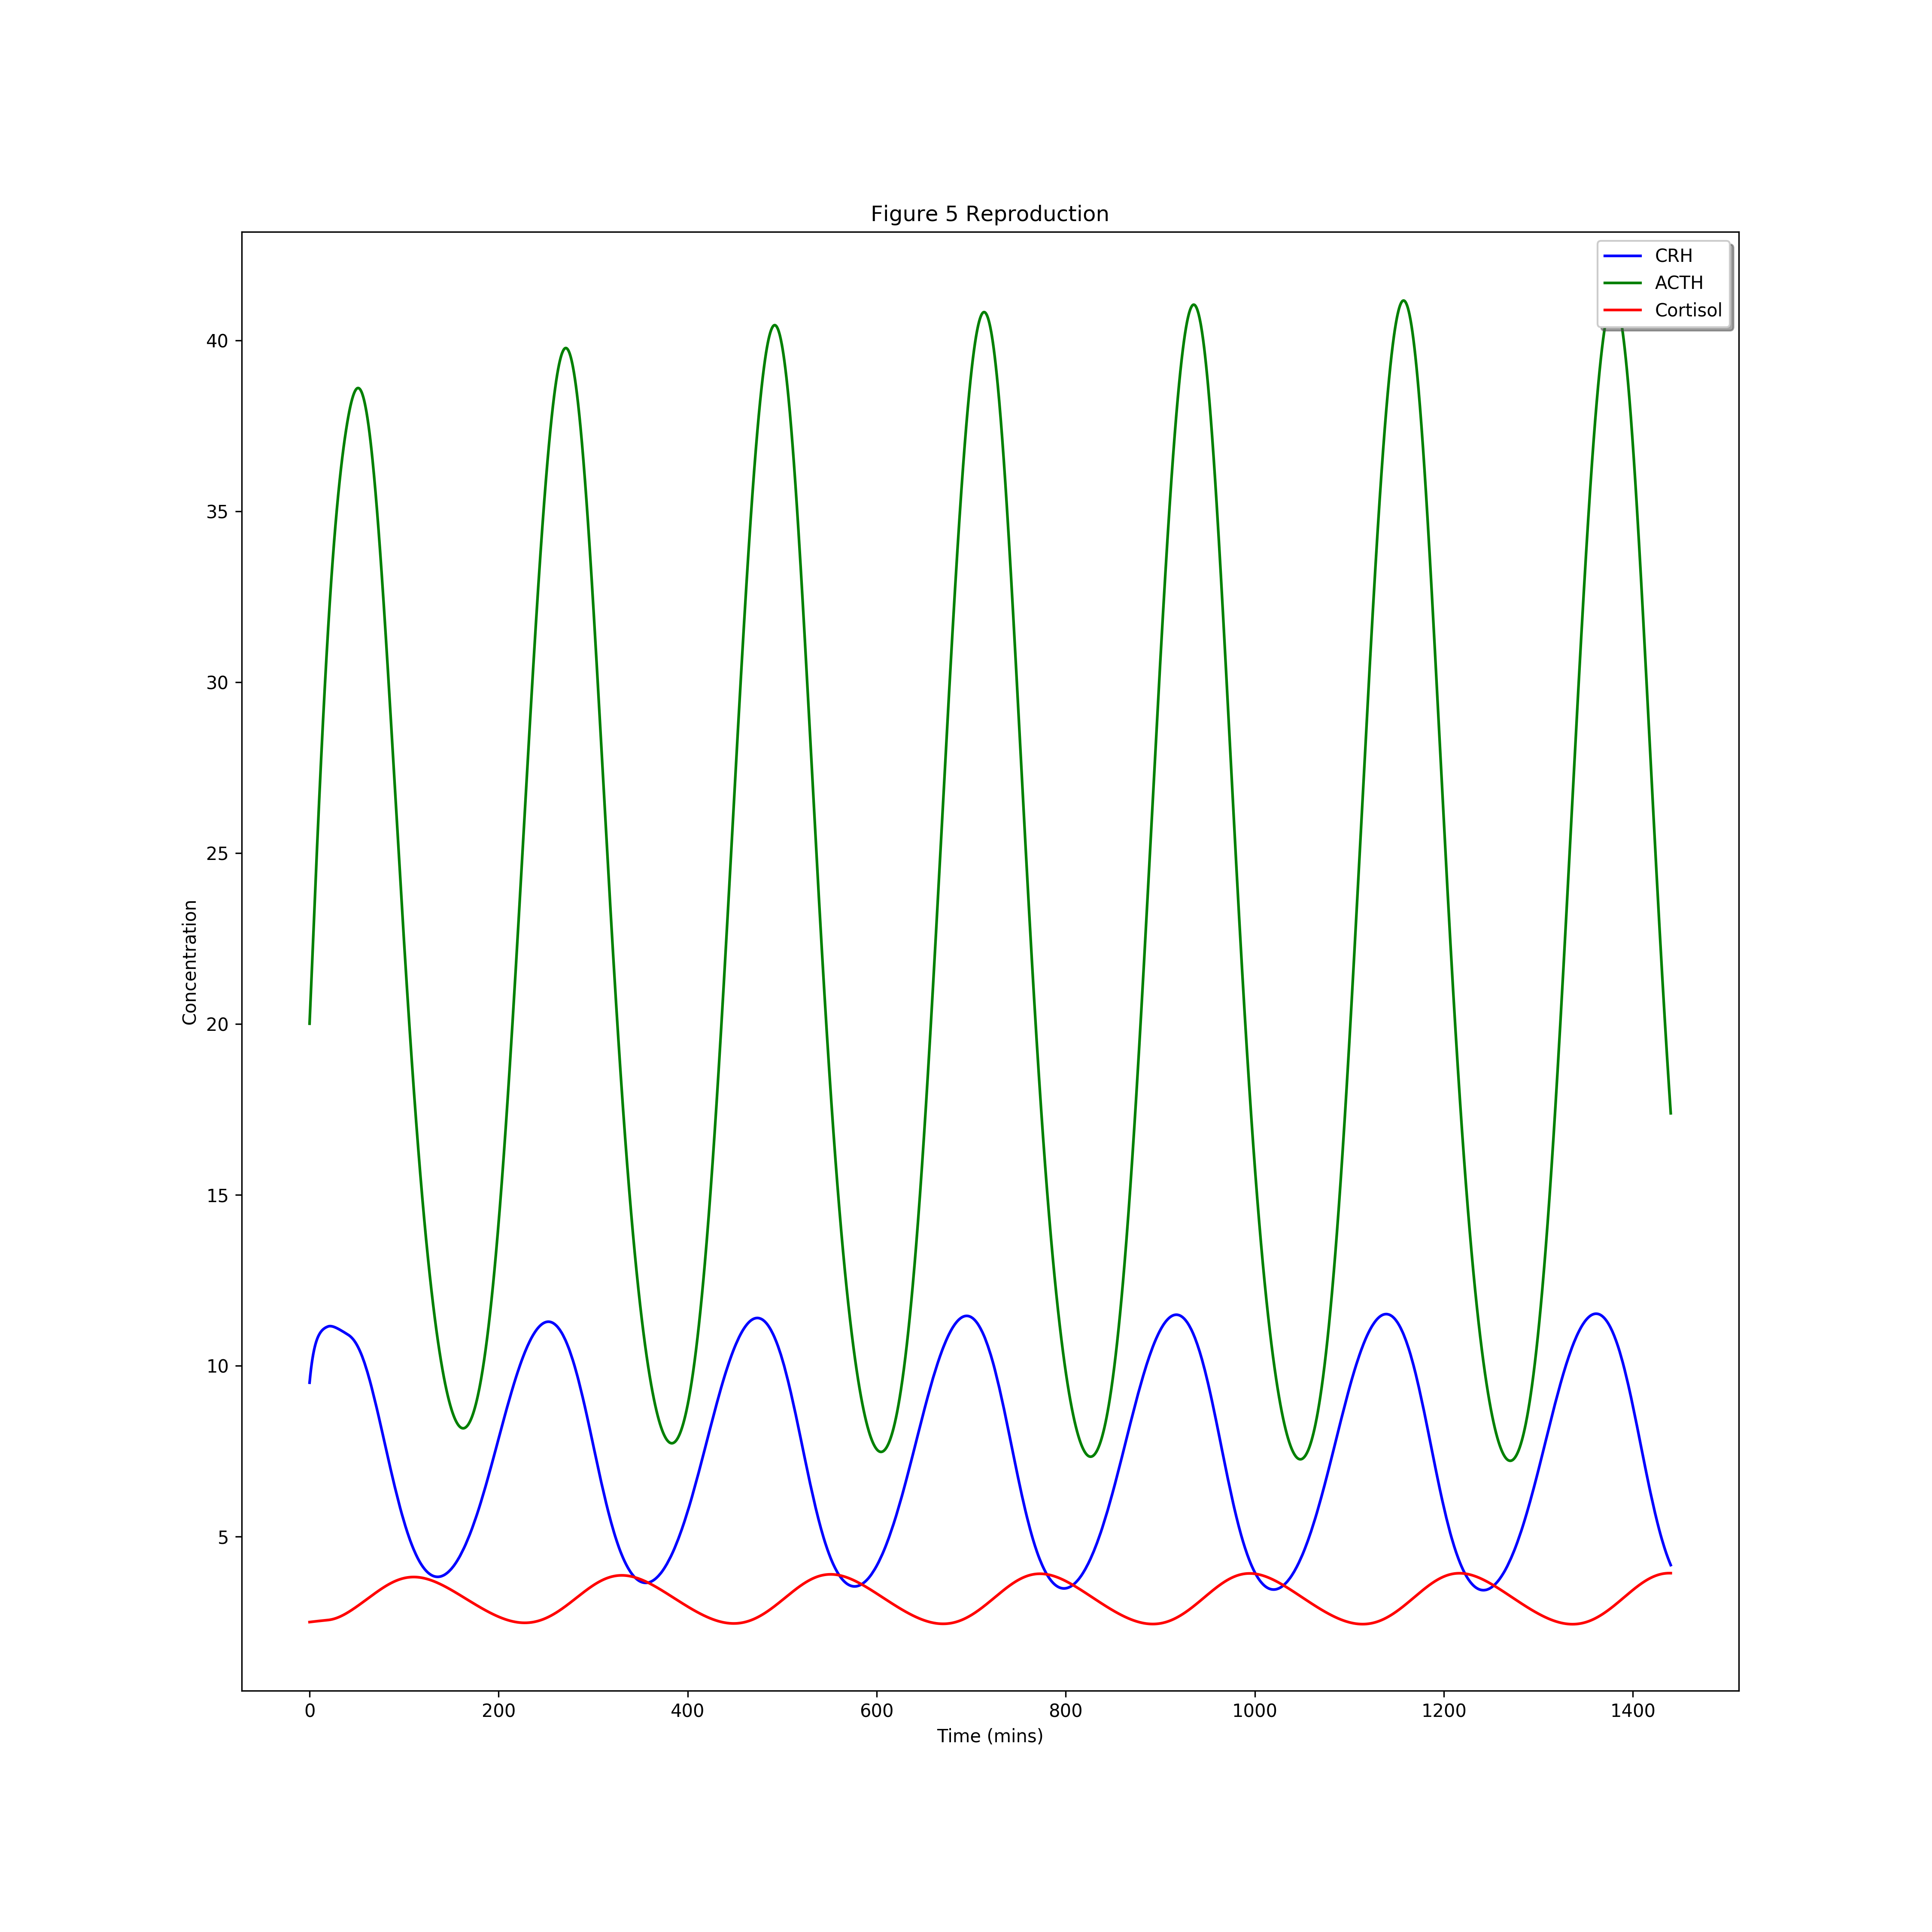 Figure 5 Reproduction
CRH
ACTH
Cortisol
40
35
30
25
20
15
10
5
Concentration
0 200 400 600 800 1000 1200 1400
Time (mins)